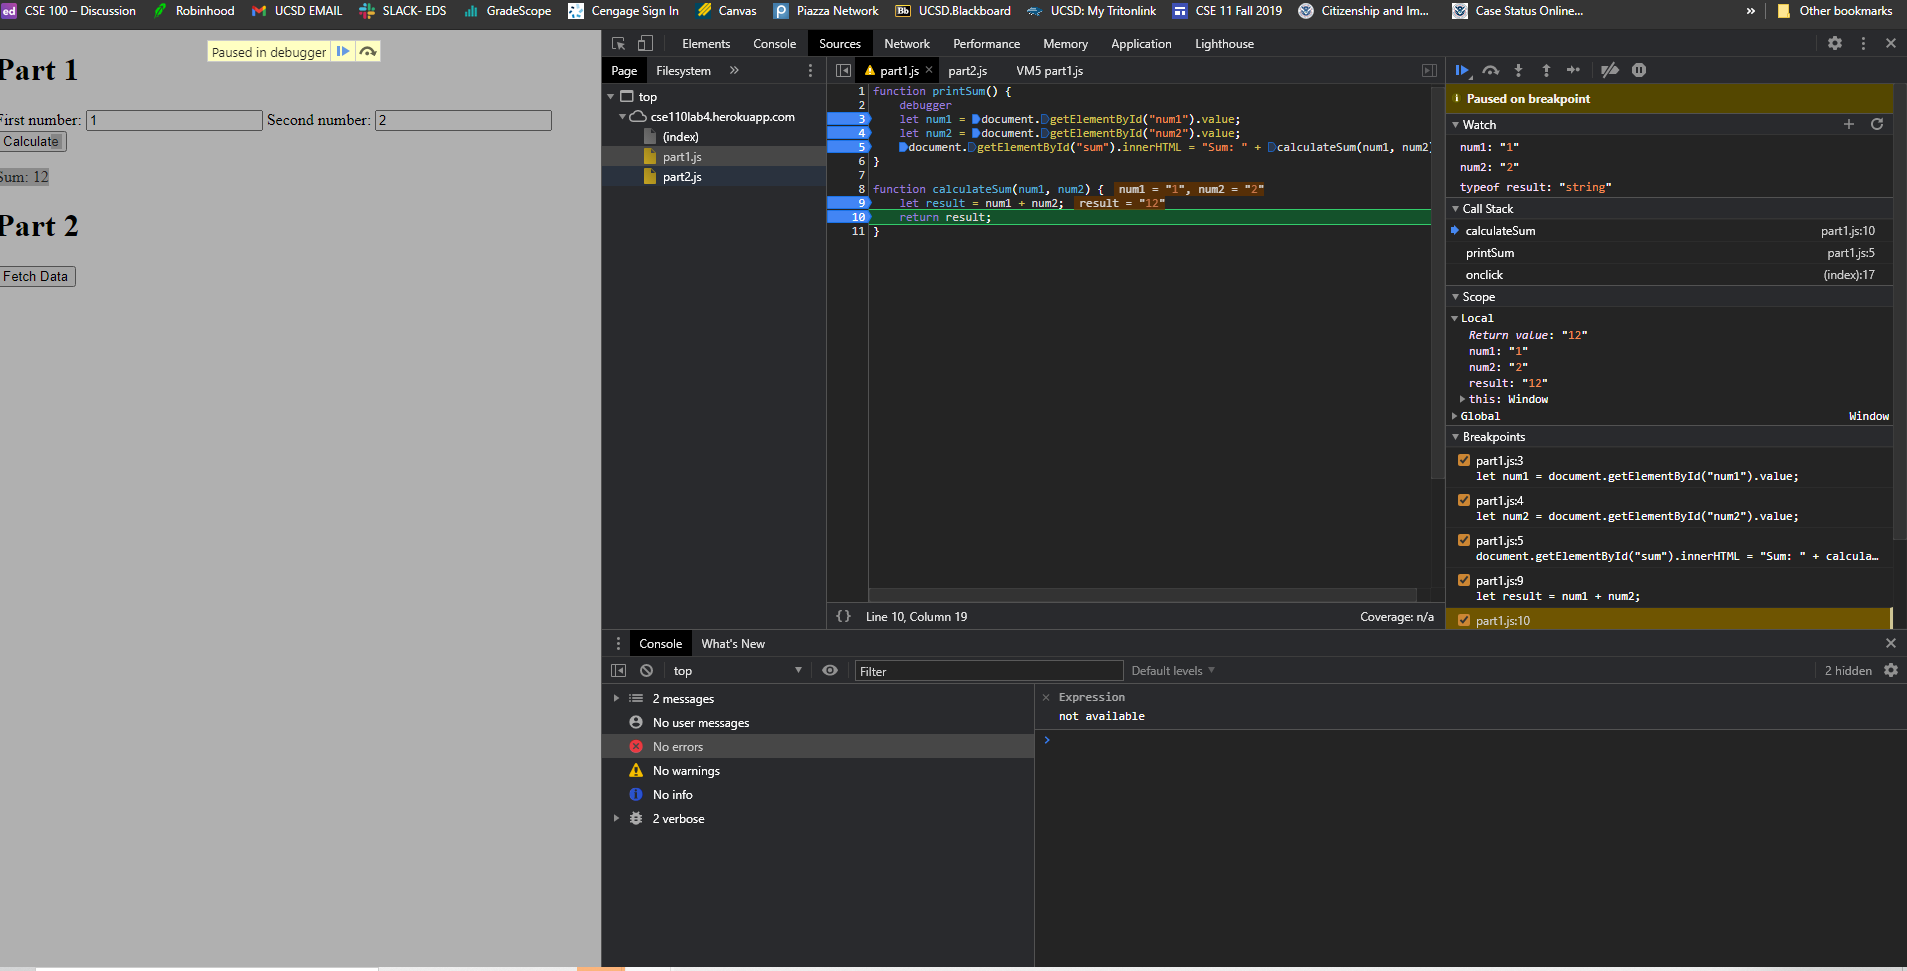 CSE 100 – Discussion Robinhood UCSD EMAIL SLACK- EDS GradeScope Cengage Sign In Canvas Piazza Network UCSD.Blackboard UCSD: My Tritonlink CSE 11 Fall 2019 Citizenship and Im... Case Status Online... » Other bookmarks
Paused in debugger
Part 1
First number: 1 Second number: 2
Calculate
Sum: 12
Part 2
Fetch Data
Elements Console Sources Network Performance Memory Application Lighthouse
Page Filesystem »
top
cse110lab4.herokuapp.com
(index)
part1.js
part2.js
part1.js × part2.js VM5 part1.js
1 function printSum() {
2 debugger
3 let num1 = document.getElementById("num1").value;
4 let num2 = document.getElementById("num2").value;
5 document.getElementById("sum").innerHTML = "Sum: " + calculateSum(num1, num2)
6 }
7
8 function calculateSum(num1, num2) { num1 = "1", num2 = "2"
9 let result = num1 + num2; result = "12"
10 return result;
11 }
{ } Line 10, Column 19 Coverage: n/a
Paused on breakpoint
Watch
num1: "1"
num2: "2"
typeof result: "string"
Call Stack
calculateSum part1.js:10
printSum part1.js:5
onclick (index):17
Scope
Local
Return value: "12"
num1: "1"
num2: "2"
result: "12"
this: Window
Global Window
Breakpoints
part1.js:3
let num1 = document.getElementById("num1").value;
part1.js:4
let num2 = document.getElementById("num2").value;
part1.js:5
document.getElementById("sum").innerHTML = "Sum: " + calcula…
part1.js:9
let result = num1 + num2;
part1.js:10
Console What's New
top Filter Default levels 2 hidden
2 messages
No user messages
No errors
No warnings
No info
2 verbose
Expression
not available